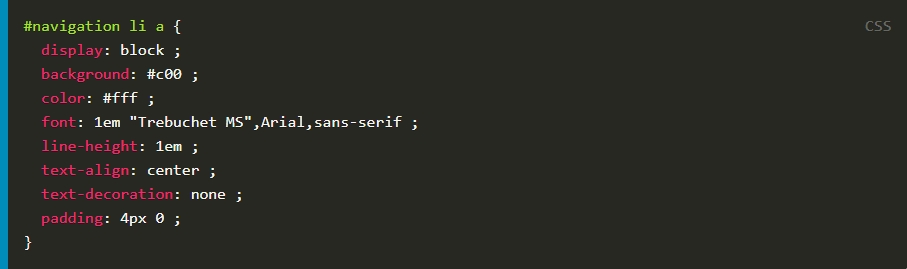 #navigation li a {
CSS
  display: block ;
  background: #c00 ;
  color: #fff ;
  font: 1em "Trebuchet MS",Arial,sans-serif ;
  line-height: 1em ;
  text-align: center ;
  text-decoration: none ;
  padding: 4px 0 ;
}